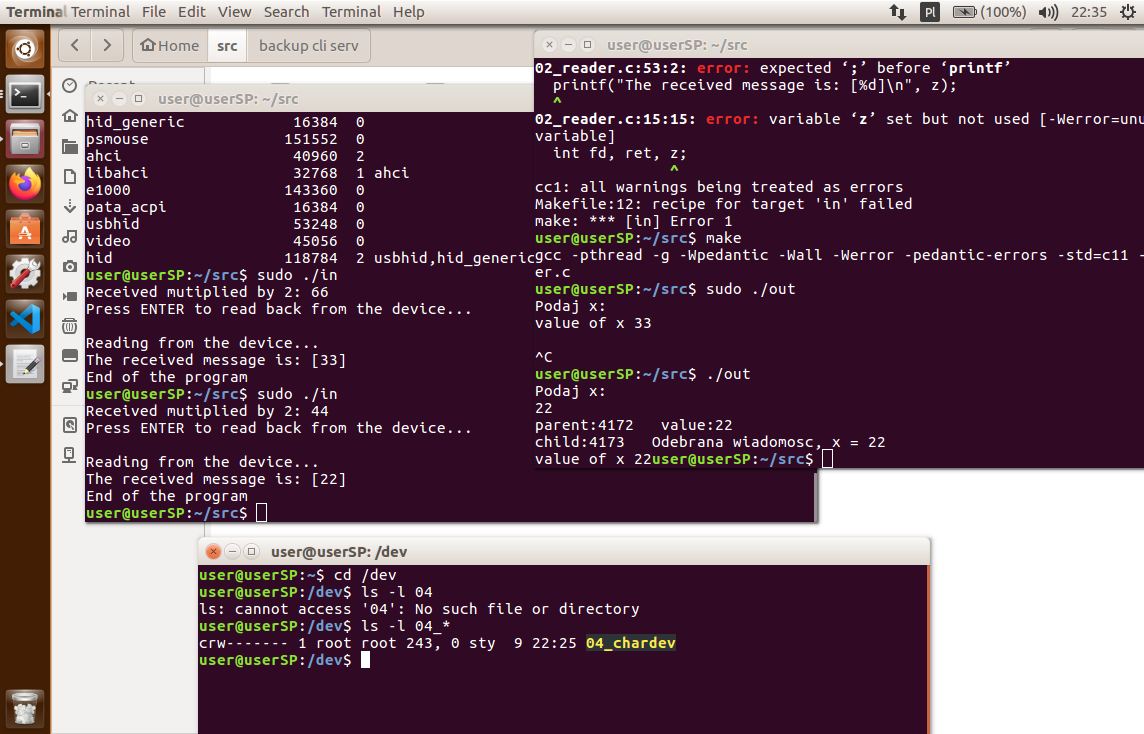 Terminal Terminal File Edit View Search Terminal Help Pl (100%) 22:35
Home src backup cli serv
user@userSP: ~/src
hid_generic 16384 0
psmouse 151552 0
ahci 40960 2
libahci 32768 1 ahci
e1000 143360 0
pata_acpi 16384 0
usbhid 53248 0
video 45056 0
hid 118784 2 usbhid,hid_generic
user@userSP:~/src$ sudo ./in
Received mutiplied by 2: 66
Press ENTER to read back from the device...
Reading from the device...
The received message is: [33]
End of the program
user@userSP:~/src$ sudo ./in
Received mutiplied by 2: 44
Press ENTER to read back from the device...
Reading from the device...
The received message is: [22]
End of the program
user@userSP:~/src$
user@userSP: ~/src
02_reader.c:53:2: error: expected ‘;’ before ‘printf’
printf("The received message is: [%d]\n", z);
^
02_reader.c:15:15: error: variable ‘z’ set but not used [-Werror=unu
variable]
int fd, ret, z;
^
cc1: all warnings being treated as errors
Makefile:12: recipe for target 'in' failed
make: *** [in] Error 1
user@userSP:~/src$ make
gcc -pthread -g -Wpedantic -Wall -Werror -pedantic-errors -std=c11 -
er.c
user@userSP:~/src$ sudo ./out
Podaj x:
value of x 33
^C
user@userSP:~/src$ ./out
Podaj x:
22
parent:4172 value:22
child:4173 Odebrana wiadomosc, x = 22
value of x 22user@userSP:~/src$
user@userSP: /dev
user@userSP:~$ cd /dev
user@userSP:/dev$ ls -l 04
ls: cannot access '04': No such file or directory
user@userSP:/dev$ ls -l 04_*
crw------- 1 root root 243, 0 sty 9 22:25 04_chardev
user@userSP:/dev$